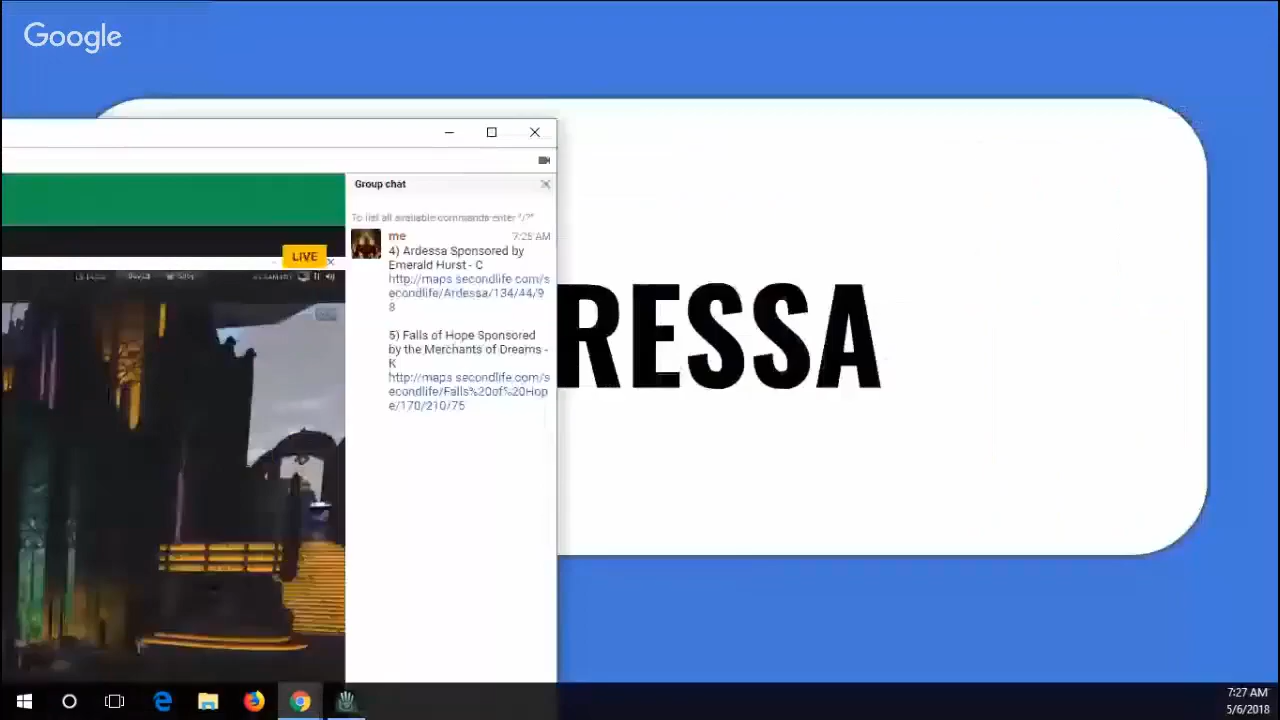 Google
RESSA
Group chat
To list all available commands enter "/?"
me 7:25 AM
4) Ardessa Sponsored by
Emerald Hurst - C
http://maps.secondlife.com/s
econdlife/Ardessa/134/44/9
8
5) Falls of Hope Sponsored
by the Merchants of Dreams -
K
http://maps.secondlife.com/s
econdlife/Falls%20of%20Hop
e/170/210/75
LIVE
7:27 AM
5/6/2018